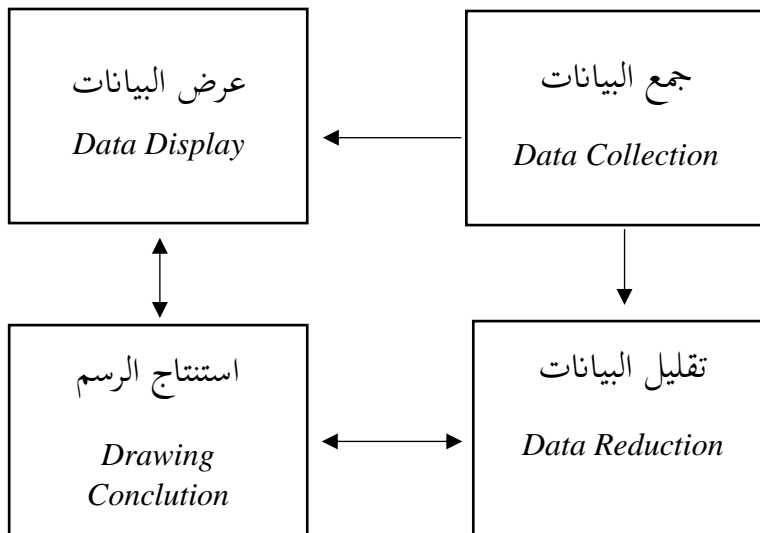 جمع البيانات
Data Collection
عرض البيانات
Data Display
تقليل البيانات
Data Reduction
استنتاج الرسم
Drawing
Conclution